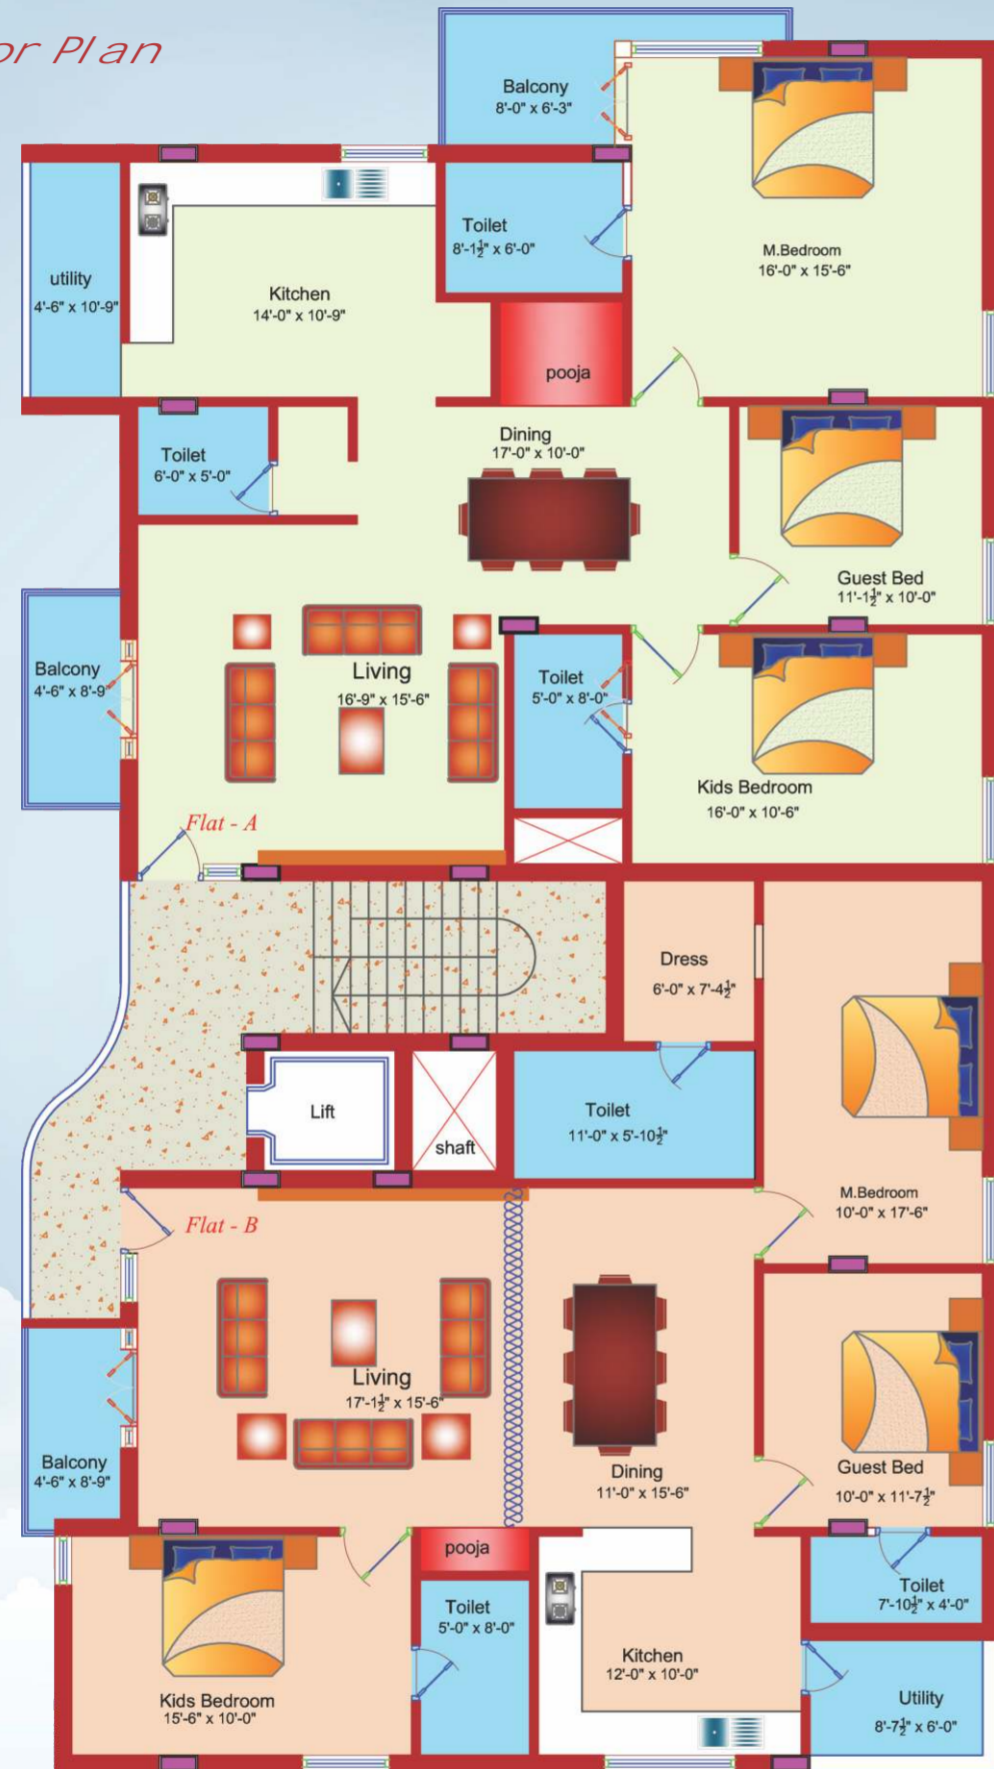 or Plan
Balcony
8'-0" x 6'-3"
Toilet
8'-1½" x 6'-0"
M.Bedroom
16'-0" x 15'-6"
utility
4'-6" x 10'-9"
Kitchen
14'-0" x 10'-9"
pooja
Dining
17'-0" x 10'-0"
Toilet
6'-0" x 5'-0"
Guest Bed
11'-1½" x 10'-0"
Balcony
4'-6" x 8'-9"
Living
16'-9" x 15'-6"
Toilet
5'-0" x 8'-0"
Kids Bedroom
16'-0" x 10'-6"
Flat - A
Dress
6'-0" x 7'-4½"
Lift
shaft
Toilet
11'-0" x 5'-10½"
M.Bedroom
10'-0" x 17'-6"
Flat - B
Living
17'-1½" x 15'-6"
Balcony
4'-6" x 8'-9"
Dining
11'-0" x 15'-6"
Guest Bed
10'-0" x 11'-7½"
pooja
Toilet
5'-0" x 8'-0"
Toilet
7'-10½" x 4'-0"
Kitchen
12'-0" x 10'-0"
Kids Bedroom
15'-6" x 10'-0"
Utility
8'-7½" x 6'-0"